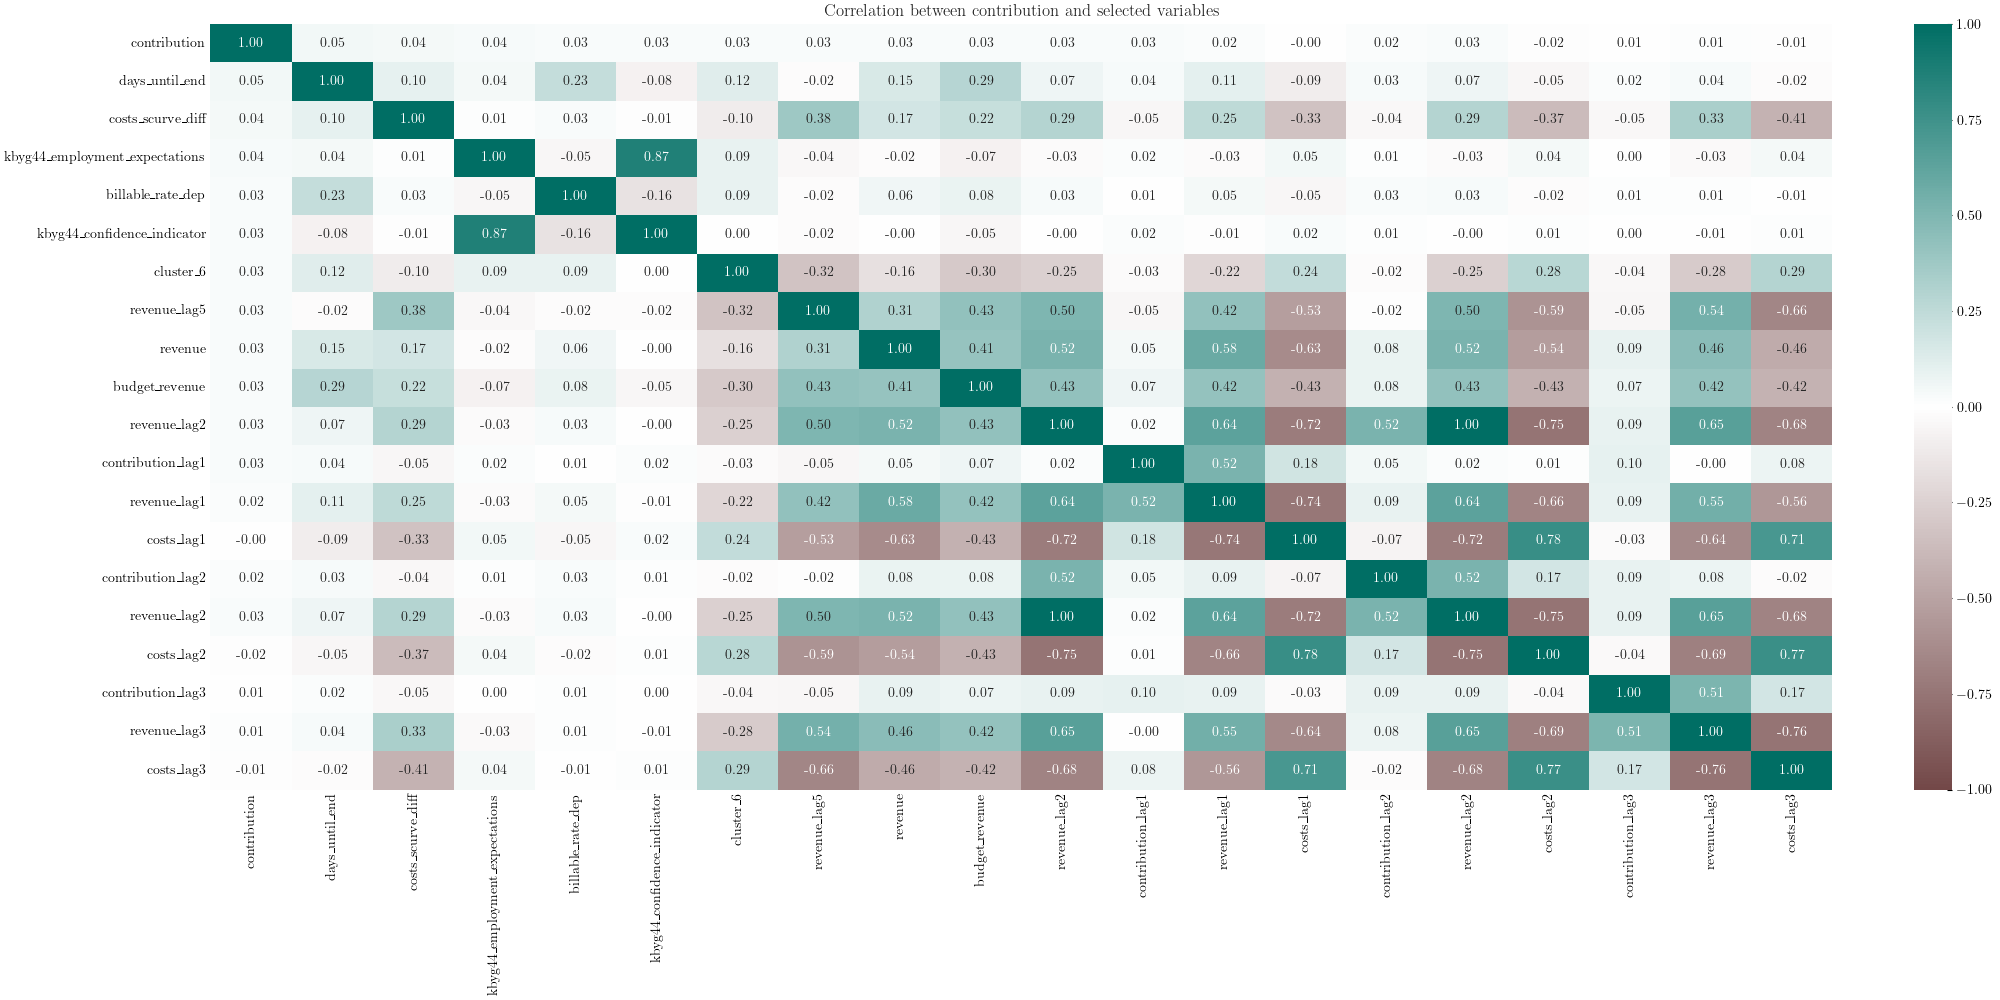 Correlation between contribution and selected variables
contribution 1.00 0.05 0.04 0.04 0.03 0.03 0.03 0.03 0.03 0.03 0.03 0.03 0.02 -0.00 0.02 0.03 -0.02 0.01 0.01 -0.01
days_until_end 0.05 1.00 0.10 0.04 0.23 -0.08 0.12 -0.02 0.15 0.29 0.07 0.04 0.11 -0.09 0.03 0.07 -0.05 0.02 0.04 -0.02
costs_scurve_diff 0.04 0.10 1.00 0.01 0.03 -0.01 -0.10 0.38 0.17 0.22 0.29 -0.05 0.25 -0.33 -0.04 0.29 -0.37 -0.05 0.33 -0.41
kbyg44_employment_expectations 0.04 0.04 0.01 1.00 -0.05 0.87 0.09 -0.04 -0.02 -0.07 -0.03 0.02 -0.03 0.05 0.01 -0.03 0.04 0.00 -0.03 0.04
billable_rate_dep 0.03 0.23 0.03 -0.05 1.00 -0.16 0.09 -0.02 0.06 0.08 0.03 0.01 0.05 -0.05 0.03 0.03 -0.02 0.01 0.01 -0.01
kbyg44_confidence_indicator 0.03 -0.08 -0.01 0.87 -0.16 1.00 0.00 -0.02 -0.00 -0.05 -0.00 0.02 -0.01 0.02 0.01 -0.00 0.01 0.00 -0.01 0.01
cluster_6 0.03 0.12 -0.10 0.09 0.09 0.00 1.00 -0.32 -0.16 -0.30 -0.25 -0.03 -0.22 0.24 -0.02 -0.25 0.28 -0.04 -0.28 0.29
revenue_lag5 0.03 -0.02 0.38 -0.04 -0.02 -0.02 -0.32 1.00 0.31 0.43 0.50 -0.05 0.42 -0.53 -0.02 0.50 -0.59 -0.05 0.54 -0.66
revenue 0.03 0.15 0.17 -0.02 0.06 -0.00 -0.16 0.31 1.00 0.41 0.52 0.05 0.58 -0.63 0.08 0.52 -0.54 0.09 0.46 -0.46
budget_revenue 0.03 0.29 0.22 -0.07 0.08 -0.05 -0.30 0.43 0.41 1.00 0.43 0.07 0.42 -0.43 0.08 0.43 -0.43 0.07 0.42 -0.42
revenue_lag2 0.03 0.07 0.29 -0.03 0.03 -0.00 -0.25 0.50 0.52 0.43 1.00 0.02 0.64 -0.72 0.52 1.00 -0.75 0.09 0.65 -0.68
contribution_lag1 0.03 0.04 -0.05 0.02 0.01 0.02 -0.03 -0.05 0.05 0.07 0.02 1.00 0.52 0.18 0.05 0.02 0.01 0.10 -0.00 0.08
revenue_lag1 0.02 0.11 0.25 -0.03 0.05 -0.01 -0.22 0.42 0.58 0.42 0.64 0.52 1.00 -0.74 0.09 0.64 -0.66 0.09 0.55 -0.56
costs_lag1 -0.00 -0.09 -0.33 0.05 -0.05 0.02 0.24 -0.53 -0.63 -0.43 -0.72 0.18 -0.74 1.00 -0.07 -0.72 0.78 -0.03 -0.64 0.71
contribution_lag2 0.02 0.03 -0.04 0.01 0.03 0.01 -0.02 -0.02 0.08 0.08 0.52 0.05 0.09 -0.07 1.00 0.52 0.17 0.09 0.08 -0.02
revenue_lag2 0.03 0.07 0.29 -0.03 0.03 -0.00 -0.25 0.50 0.52 0.43 1.00 0.02 0.64 -0.72 0.52 1.00 -0.75 0.09 0.65 -0.68
costs_lag2 -0.02 -0.05 -0.37 0.04 -0.02 0.01 0.28 -0.59 -0.54 -0.43 -0.75 0.01 -0.66 0.78 0.17 -0.75 1.00 -0.04 -0.69 0.77
contribution_lag3 0.01 0.02 -0.05 0.00 0.01 0.00 -0.04 -0.05 0.09 0.07 0.09 0.10 0.09 -0.03 0.09 0.09 -0.04 1.00 0.51 0.17
revenue_lag3 0.01 0.04 0.33 -0.03 0.01 -0.01 -0.28 0.54 0.46 0.42 0.65 -0.00 0.55 -0.64 0.08 0.65 -0.69 0.51 1.00 -0.76
costs_lag3 -0.01 -0.02 -0.41 0.04 -0.01 0.01 0.29 -0.66 -0.46 -0.42 -0.68 0.08 -0.56 0.71 -0.02 -0.68 0.77 0.17 -0.76 1.00
contribution
days_until_end
costs_scurve_diff
kbyg44_employment_expectations
billable_rate_dep
kbyg44_confidence_indicator
cluster_6
revenue_lag5
revenue
budget_revenue
revenue_lag2
contribution_lag1
revenue_lag1
costs_lag1
contribution_lag2
revenue_lag2
costs_lag2
contribution_lag3
revenue_lag3
costs_lag3
1.00
0.75
0.50
0.25
0.00
−0.25
−0.50
−0.75
−1.00